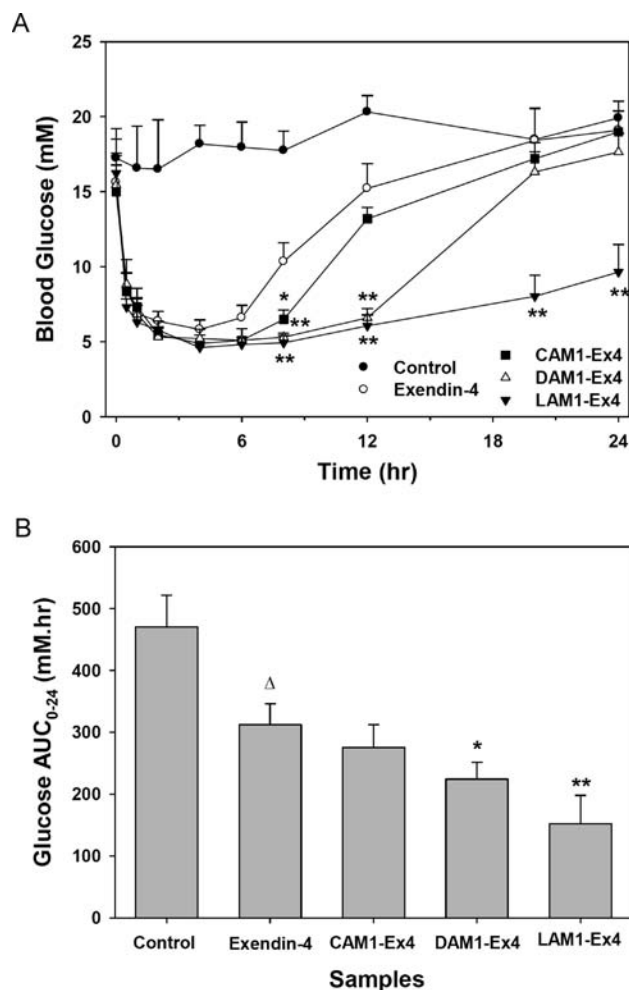 A
Blood Glucose (mM)
25
20
15
10
5
0
*
**
**
**
**
**
**
Control
Exendin-4
CAM1-Ex4
DAM1-Ex4
LAM1-Ex4
0
6
12
18
24
Time (hr)
B
Glucose AUC0-24 (mM.hr)
600
500
400
300
200
100
0
Δ
*
**
Control
Exendin-4
CAM1-Ex4
DAM1-Ex4
LAM1-Ex4
Samples